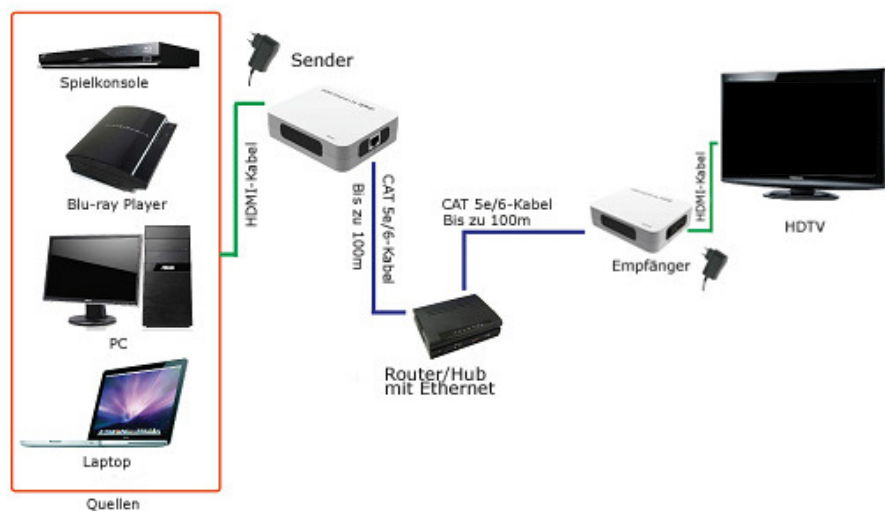 Spielkonsole
Blu-ray Player
PC
Laptop
Quellen
HDMI-Kabel
Sender
CAT 5e/6-Kabel
Bis zu 100m
Router/Hub
mit Ethernet
CAT 5e/6-Kabel
Bis zu 100m
Empfänger
HDMI-Kabel
HDTV